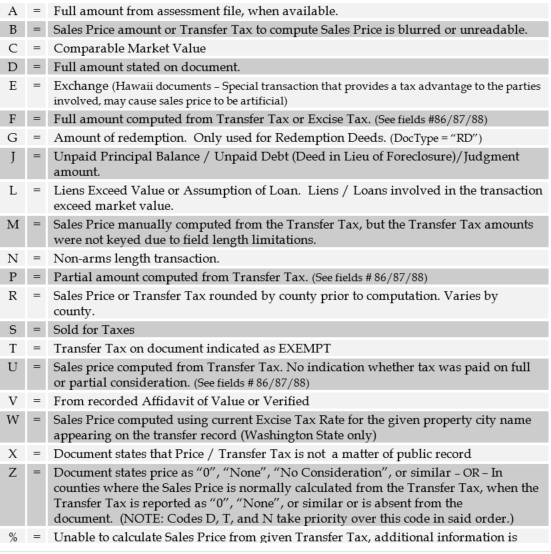 A = Full amount from assessment file, when available.
B = Sales Price amount or Transfer Tax to compute Sales Price is blurred or unreadable.
C = Comparable Market Value
D = Full amount stated on document.
E = Exchange (Hawaii documents – Special transaction that provides a tax advantage to the parties
involved, may cause sales price to be artificial)
F = Full amount computed from Transfer Tax or Excise Tax. (See fields #86/87/88)
G = Amount of redemption. Only used for Redemption Deeds. (DocType = “RD”)
J = Unpaid Principal Balance / Unpaid Debt (Deed in Lieu of Foreclosure)/Judgment
amount.
L = Liens Exceed Value or Assumption of Loan. Liens / Loans involved in the transaction
exceed market value.
M = Sales Price manually computed from the Transfer Tax, but the Transfer Tax amounts
were not keyed due to field length limitations.
N = Non-arms length transaction.
P = Partial amount computed from Transfer Tax. (See fields # 86/87/88)
R = Sales Price or Transfer Tax rounded by county prior to computation. Varies by
county.
S = Sold for Taxes
T = Transfer Tax on document indicated as EXEMPT
U = Sales price computed from Transfer Tax. No indication whether tax was paid on full
or partial consideration. (See fields # 86/87/88)
V = From recorded Affidavit of Value or Verified
W = Sales Price computed using current Excise Tax Rate for the given property city name
appearing on the transfer record (Washington State only)
X = Document states that Price / Transfer Tax is not a matter of public record
Z = Document states price as “0”, “None”, “No Consideration”, or similar – OR – In
counties where the Sales Price is normally calculated from the Transfer Tax, when the
Transfer Tax is reported as “0”, “None”, or similar or is absent from the
document. (NOTE: Codes D, T, and N take priority over this code in said order.)
% = Unable to calculate Sales Price from given Transfer Tax, additional information is